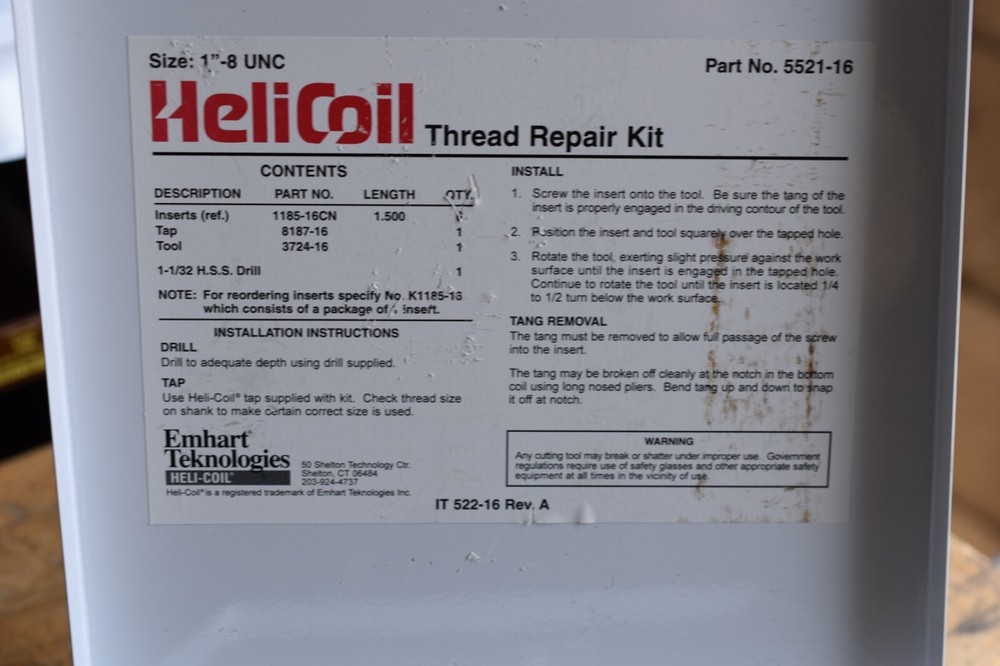 Size: 1"-8 UNC
Part No. 5521-16
HeliCoil Thread Repair Kit
CONTENTS
DESCRIPTION PART NO. LENGTH QTY.
Inserts (ref.) 1185-16CN 1.500
Tap 8187-16 1
Tool 3724-16 1
1-1/32 H.S.S. Drill 1
NOTE: For reordering inserts specify No. K1185-16
which consists of a package of insert.
INSTALLATION INSTRUCTIONS
DRILL
Drill to adequate depth using drill supplied.
TAP
Use Heli-Coil® tap supplied with kit. Check thread size
on shank to make certain correct size is used.
Emhart
Teknologies
HELI-COIL®
50 Shelton Technology Ctr.
Shelton, CT 06484
203-924-4737
Heli-Coil® is a registered trademark of Emhart Teknologies Inc.
INSTALL
1. Screw the insert onto the tool. Be sure the tang of the
insert is properly engaged in the driving contour of the tool.
2. Position the insert and tool squarely over the tapped hole.
3. Rotate the tool, exerting slight pressure against the work
surface until the insert is engaged in the tapped hole.
Continue to rotate the tool until the insert is located 1/4
to 1/2 turn below the work surface.
TANG REMOVAL
The tang must be removed to allow full passage of the screw
into the insert.
The tang may be broken off cleanly at the notch in the bottom
coil using long nosed pliers. Bend tang up and down to snap
it off at notch.
WARNING
Any cutting tool may break or shatter under improper use. Government
regulations require use of safety glasses and other appropriate safety
equipment at all times in the vicinity of use.
IT 522-16 Rev. A